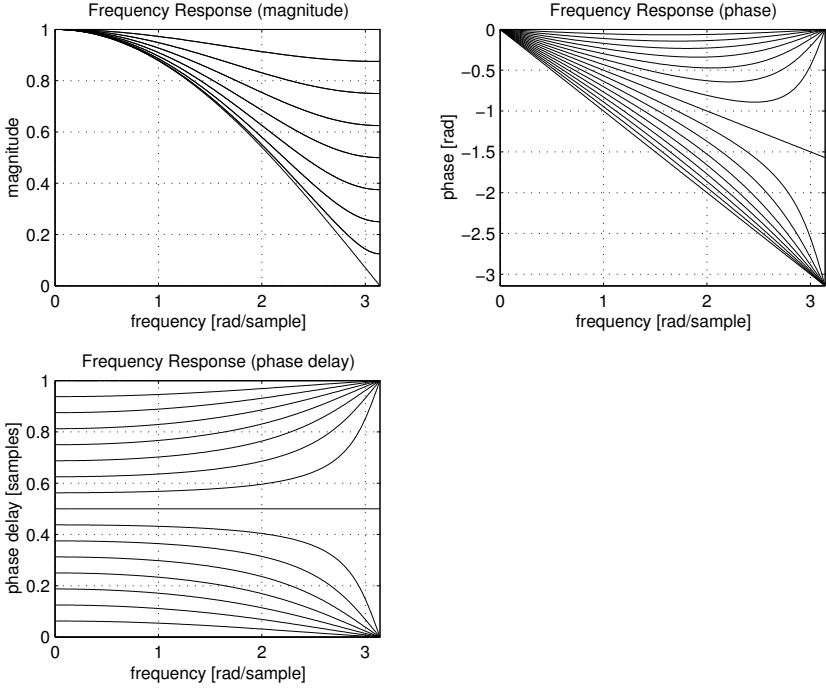 Frequency Response (magnitude)
1
0.8
0.6
0.4
0.2
0
magnitude
0 1 2 3
frequency [rad/sample]
Frequency Response (phase)
0
−0.5
−1
−1.5
−2
−2.5
−3
phase [rad]
0 1 2 3
frequency [rad/sample]
Frequency Response (phase delay)
1
0.8
0.6
0.4
0.2
0
phase delay [samples]
0 1 2 3
frequency [rad/sample]